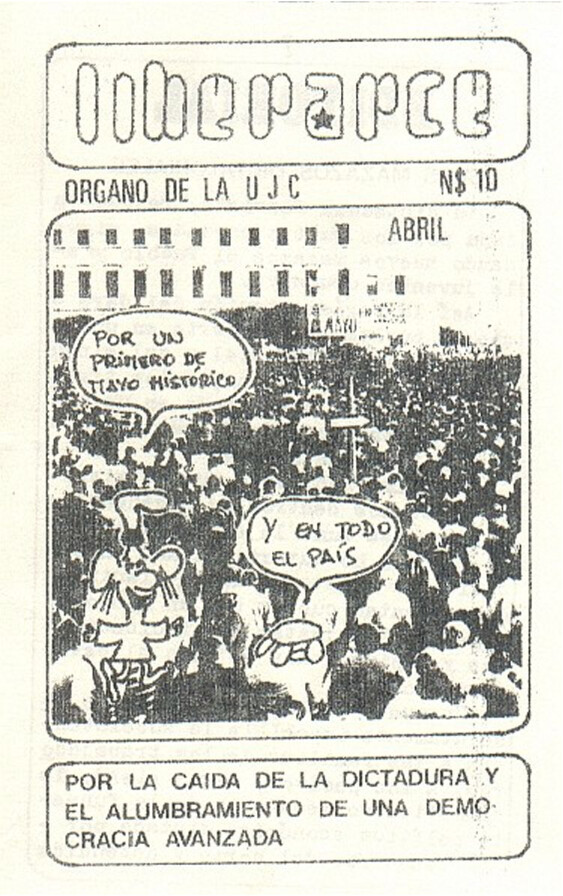 liberarce
ORGANO DE LA UJC N$ 10
ABRIL
POR UN
PRIMERO DE
MAYO HISTÓRICO
Y EN TODO
EL PAÍS
POR LA CAIDA DE LA DICTADURA Y
EL ALUMBRAMIENTO DE UNA DEMO-
CRACIA AVANZADA